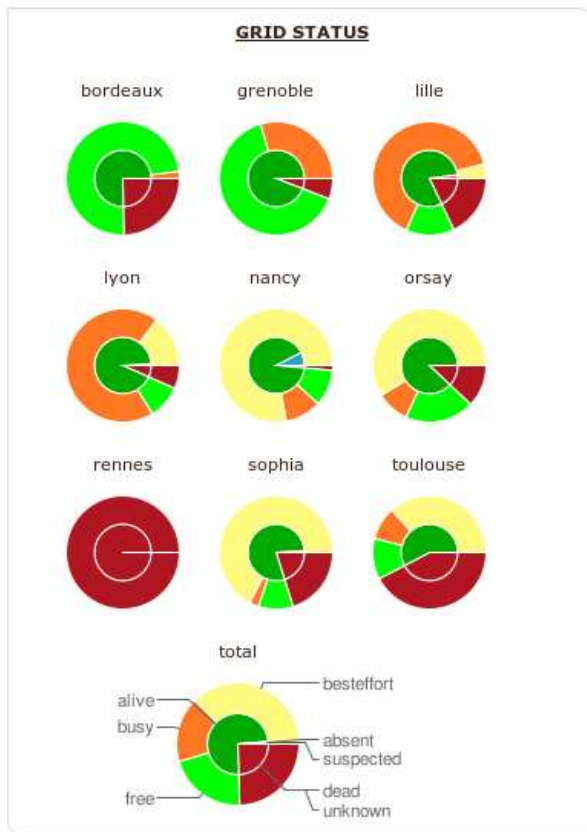 GRID STATUS
bordeaux grenoble lille
lyon nancy orsay
rennes sophia toulouse
total
besteffort
alive
busy
absent
suspected
dead
free
unknown